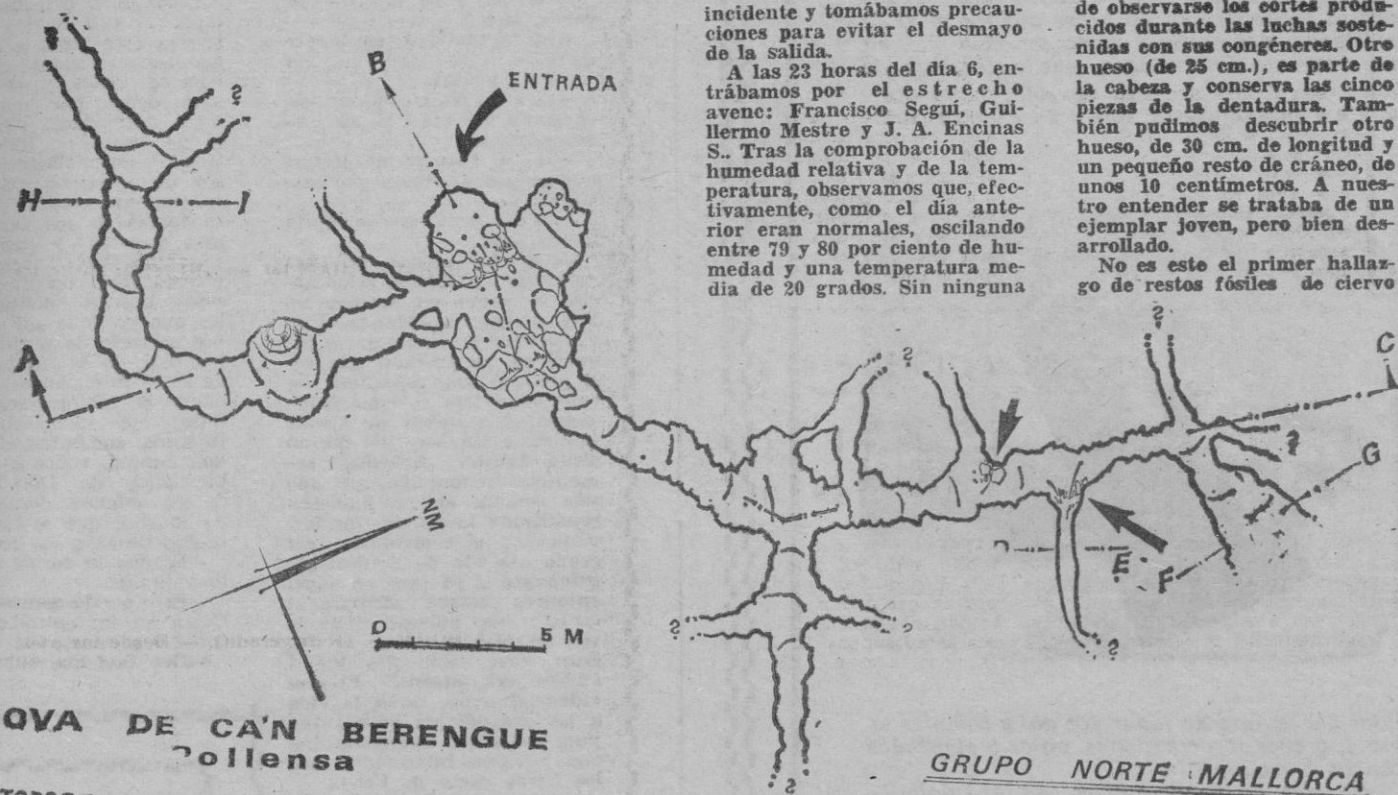 incidente y tomábamos precau-
ciones para evitar el desmayo
de la salida.
A las 23 horas del día 6, en-
trábamos por el estrecho
avenc: Francisco Seguí, Gui-
llermo Mestre y J. A. Encinas
S.. Tras la comprobación de la
humedad relativa y de la tem-
peratura, observamos que, efec-
tivamente, como el día ante-
rior eran normales, oscilando
entre 79 y 80 por ciento de hu-
medad y una temperatura me-
dia de 20 grados. Sin ninguna
de observarse los cortes produ-
cidos durante las luchas soste-
nidas con sus congéneres. Otro
hueso (de 25 cm.), es parte de
la cabeza y conserva las cinco
piezas de la dentadura. Tam-
bién pudimos descubrir otro
hueso, de 30 cm. de longitud y
un pequeño resto de cráneo, de
unos 10 centímetros. A nues-
tro entender se trataba de un
ejemplar joven, pero bien des-
arrollado.
No es este el primer hallaz-
go de restos fósiles de ciervo
?
?
B
ENTRADA
H
I
A
?
?
?
C
?
G
E
F
?
NM
O
5 M
?
?
?
OVA DE CA'N BERENGUE
ollensa
GRUPO NORTE MALLORCA